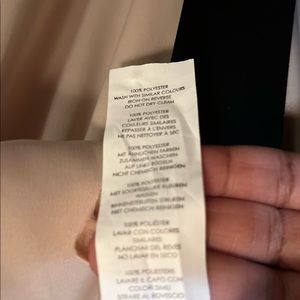 100% POLYESTER
WASH WITH SIMILAR COLOURS
IRON ON REVERSE
DO NOT DRY CLEAN
100% POLYESTER
LAVER AVEC DES
COULEURS SIMILAIRES
REPASSER À L'ENVERS
NE PAS NETTOYER À SEC
100% POLYESTER
MIT ÄHNLICHEN FARBEN
ZUSAMMEN WASCHEN
AUF LINKS BÜGELN
NICHT CHEMISCH REINIGEN
100% POLYESTER
MET SOORTGELIJKE KLEUREN
WASSEN
BINNENSTEBUITEN STRIJKEN
NIET CHEMISCH REINIGEN
100% POLIÉSTER
LAVAR CON COLORES
SIMILARES
PLANCHAR DEL REVÉS
NO LAVAR EN SECO
100% POLIESTERE
LAVARE IL CAPO CON
COLORI SIMILI
STIRARE AL ROVESCIO